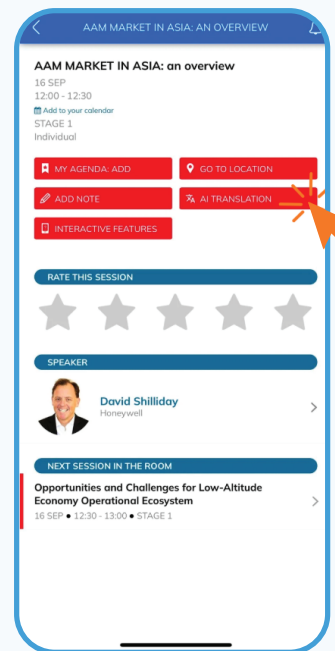 AAM MARKET IN ASIA: AN OVERVIEW
AAM MARKET IN ASIA: an overview
16 SEP
12:00 - 12:30
Add to your calendar
STAGE 1
Individual
MY AGENDA: ADD
GO TO LOCATION
ADD NOTE
AI TRANSLATION
INTERACTIVE FEATURES
RATE THIS SESSION
SPEAKER
David Shilliday
Honeywell
NEXT SESSION IN THE ROOM
Opportunities and Challenges for Low-Altitude
Economy Operational Ecosystem
16 SEP ● 12:30 - 13:00 ● STAGE 1